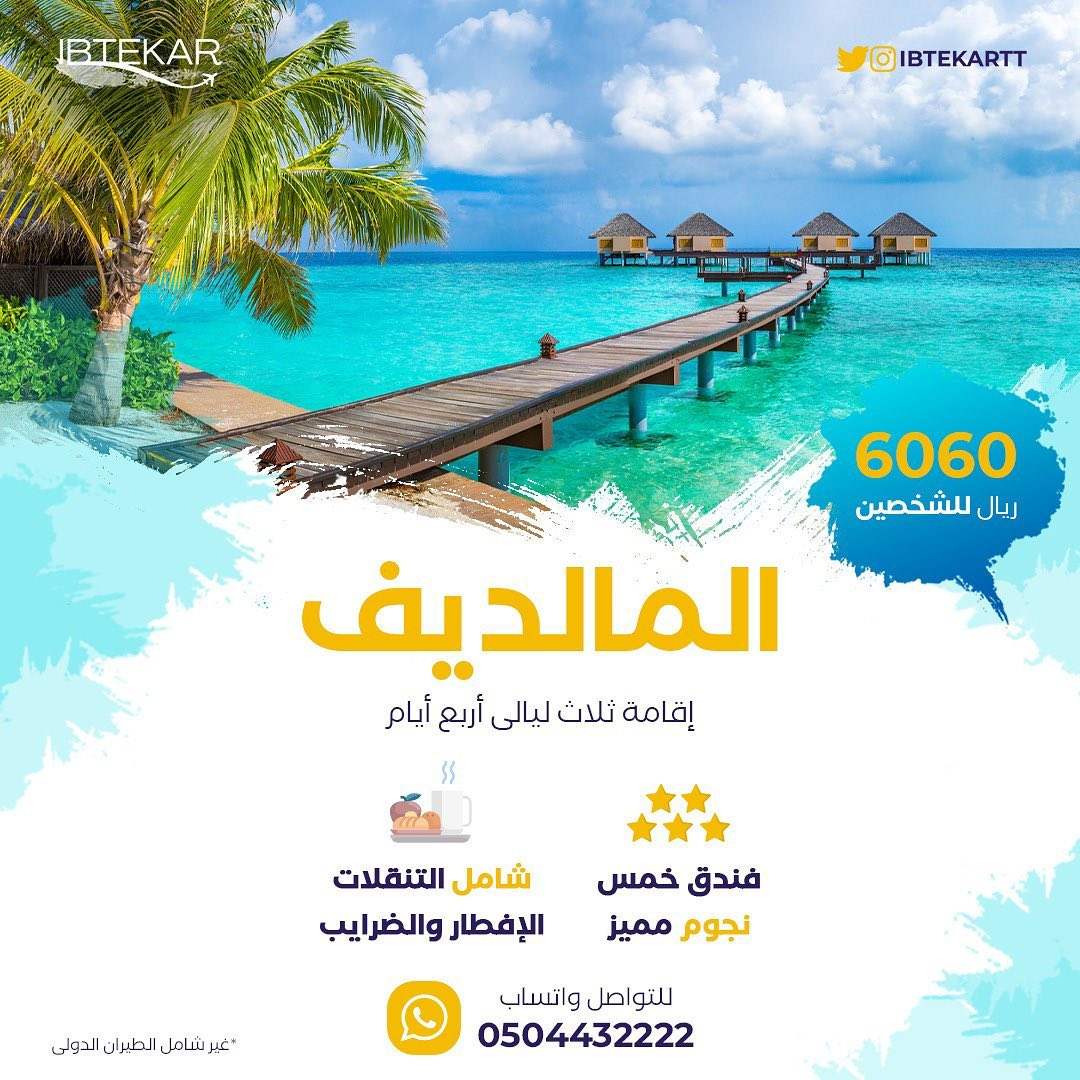 IBTEKAR
IBTEKARTT
6060
ريال للشخصين
المالديف
إقامة ثلاث ليالى أربع أيام
فندق خمس
نجوم مميز
شامل التنقلات
الإفطار والضرايب
للتواصل واتساب
0504432222
*غير شامل الطيران الدولى